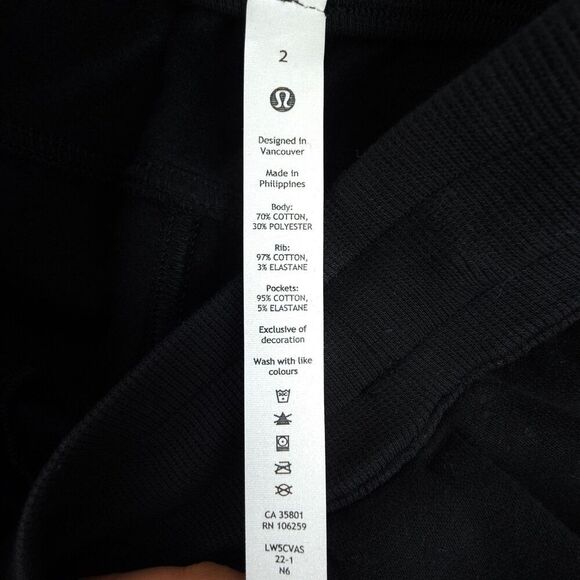 2
Designed in
Vancouver
Made in
Philippines
Body:
70% COTTON,
30% POLYESTER
Rib:
97% COTTON,
3% ELASTANE
Pockets:
95% COTTON,
5% ELASTANE
Exclusive of
decoration
Wash with like
colours
CA 35801
RN 106259
LW5CVAS
22-1
N6